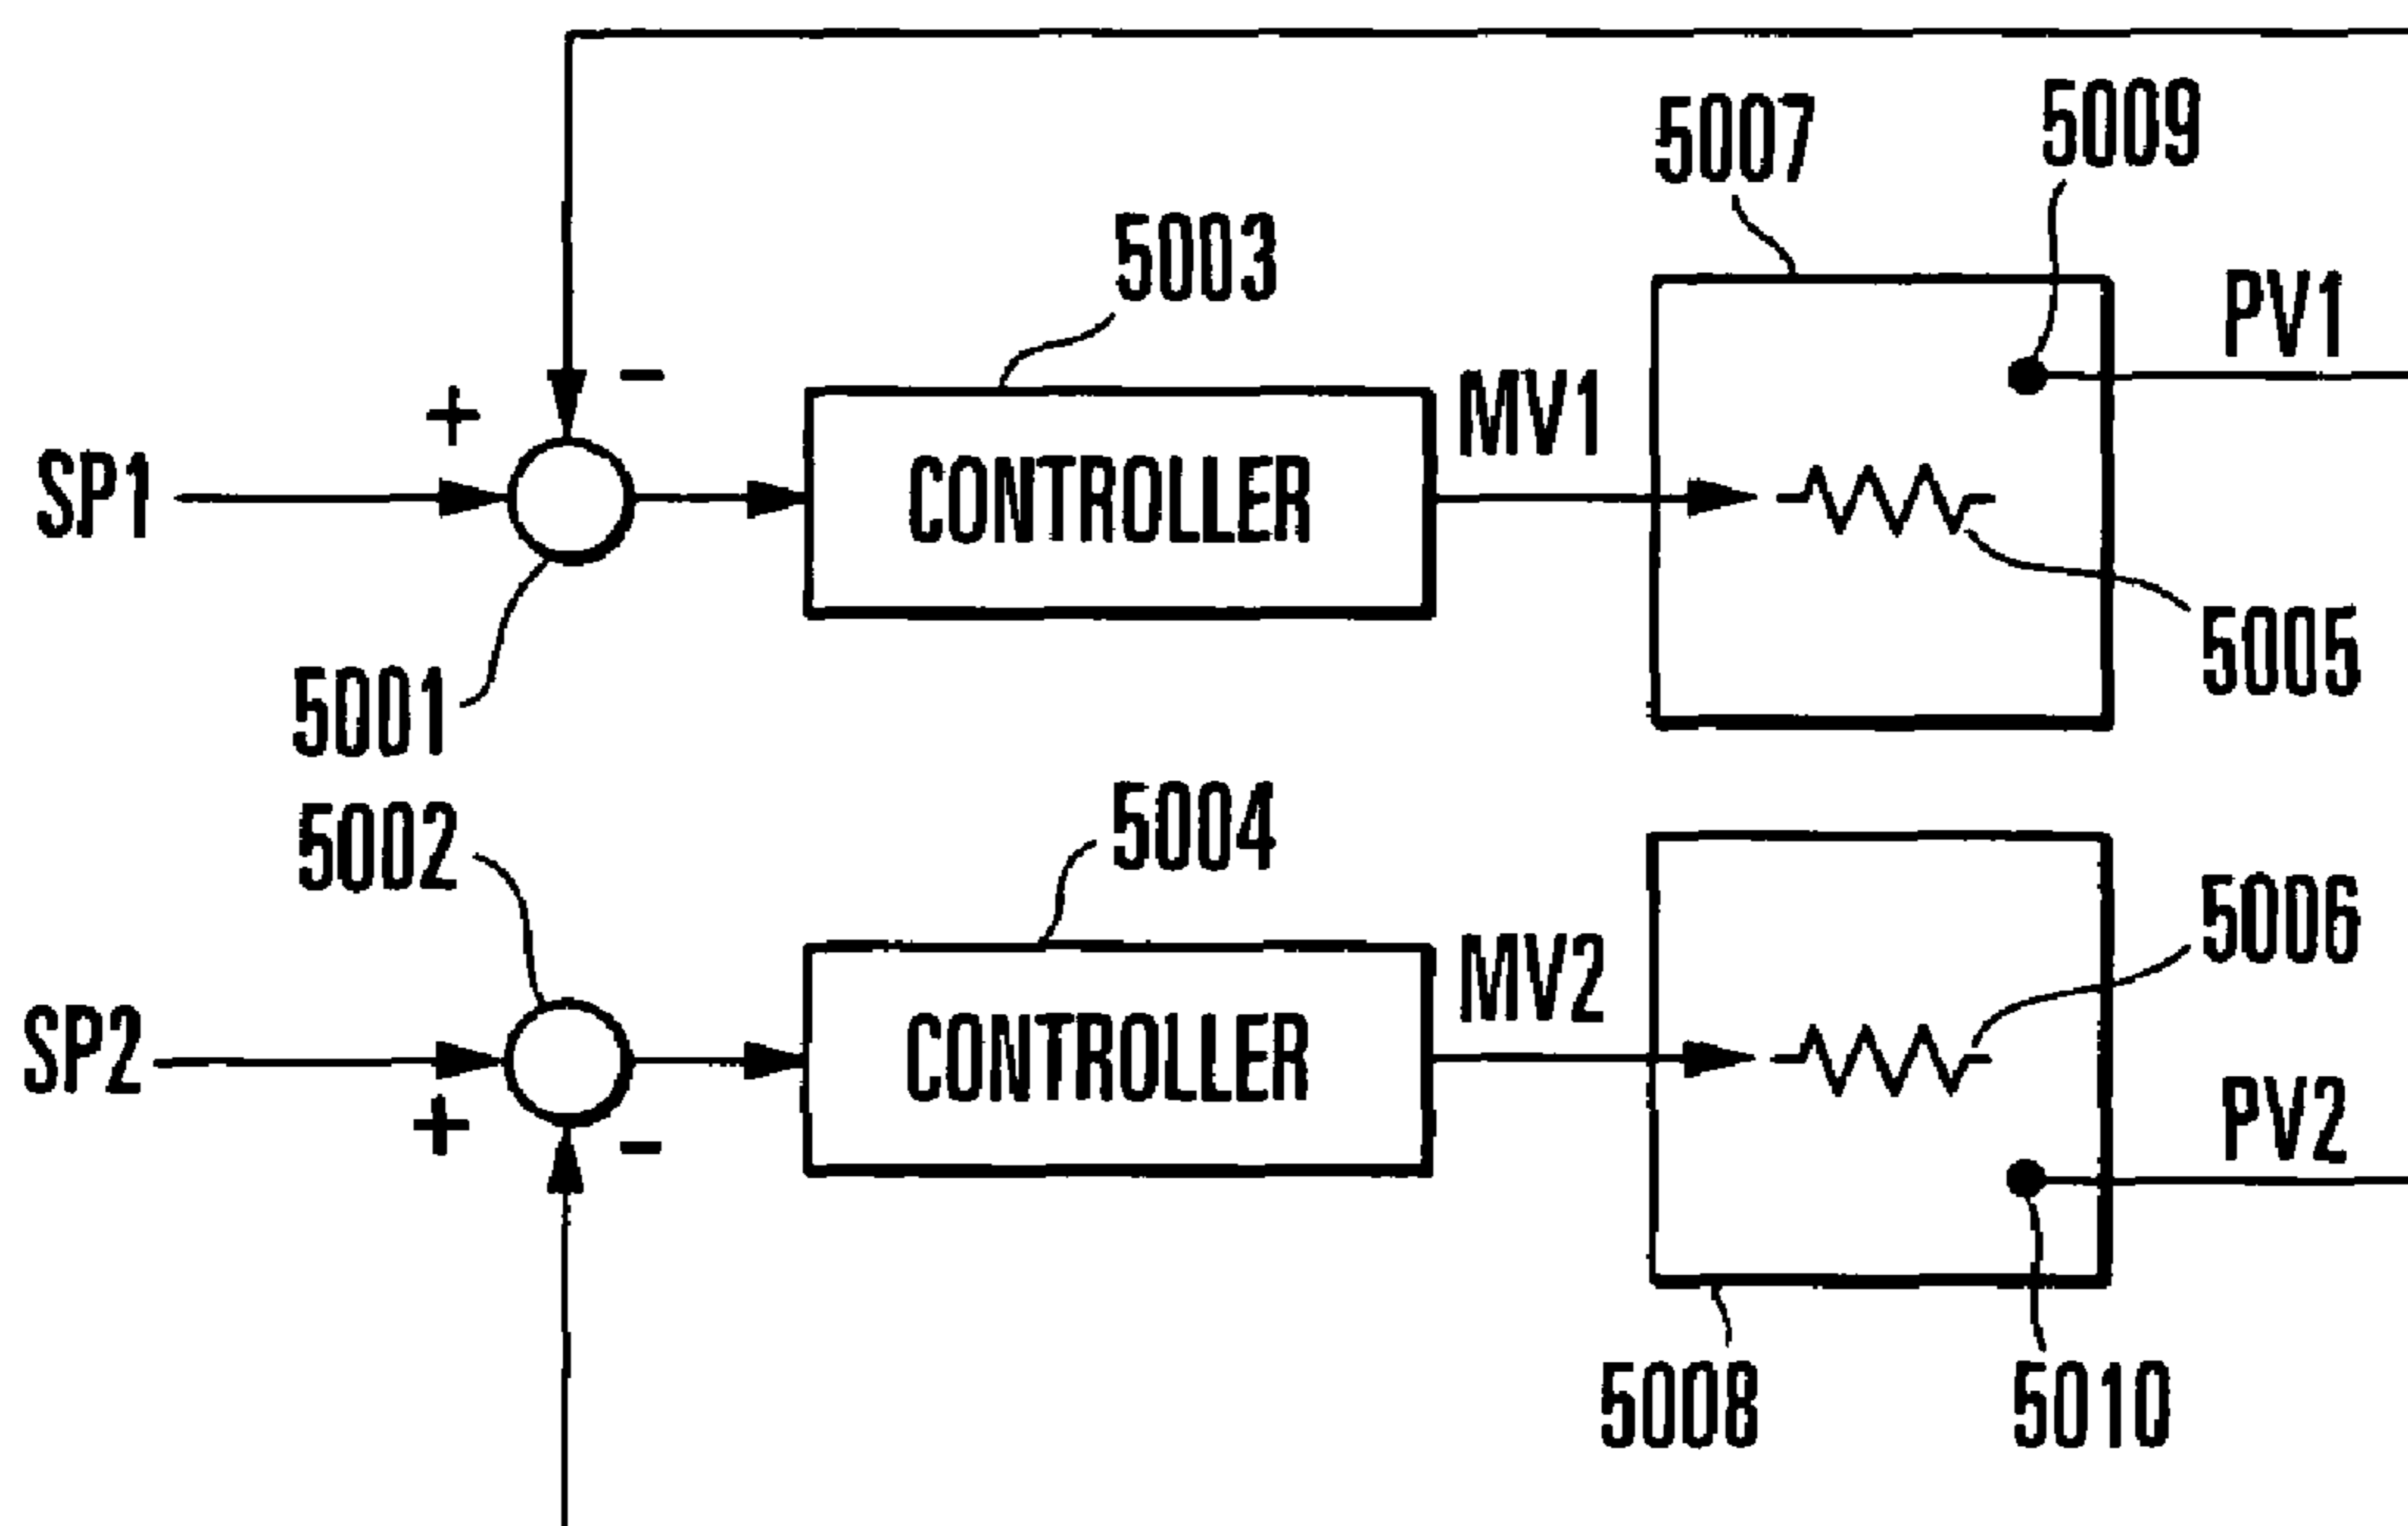 5009
5007
5003
PV1
MV1
+ −
SP1
CONTROLLER
5005
5001
5004
5002
5006
MV2
SP2
CONTROLLER
PV2
+ −
5008
5010